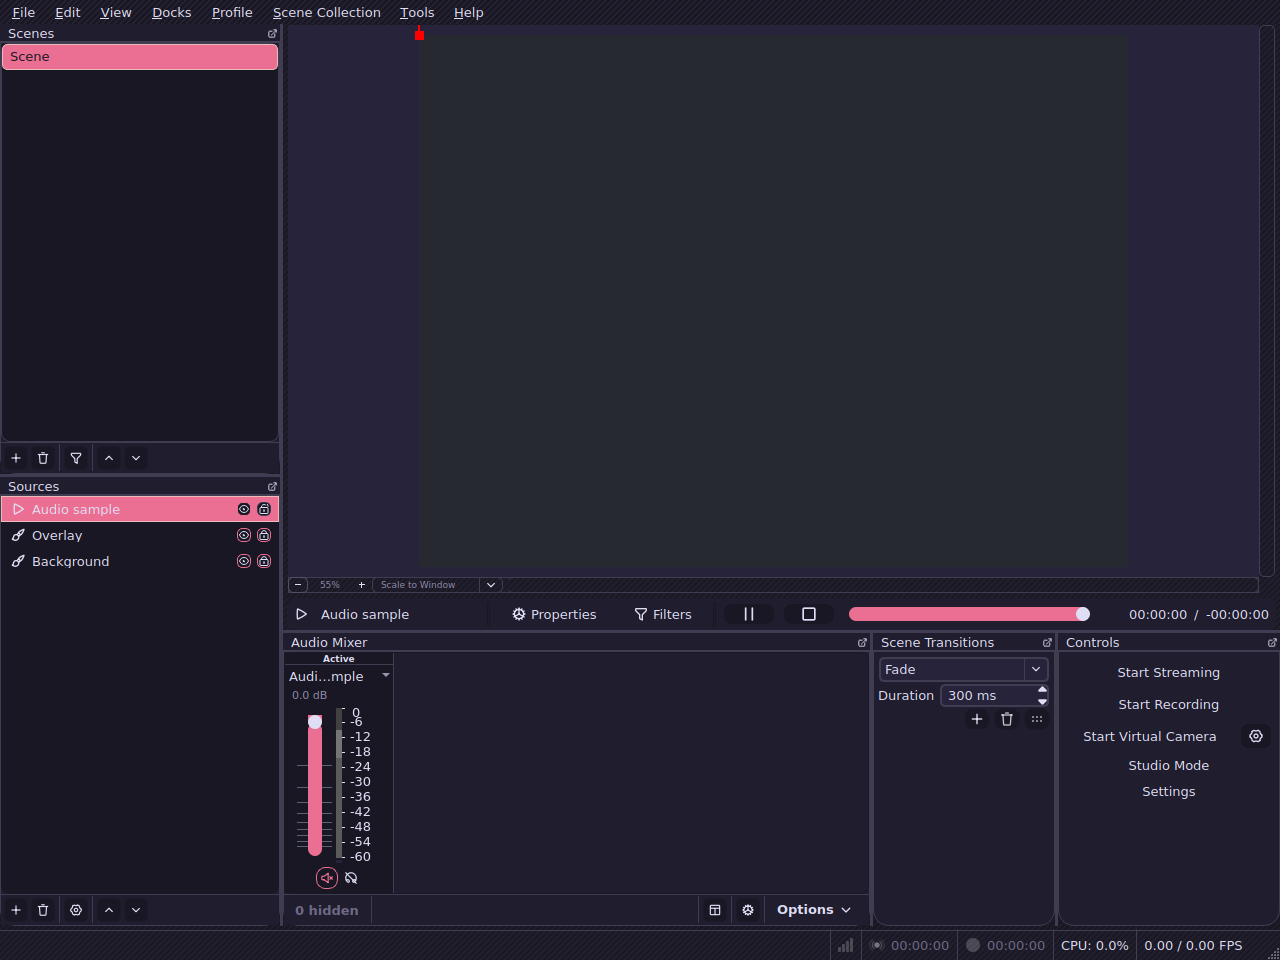 File Edit View Docks Profile Scene Collection Tools Help
Scenes
Scene
Sources
Audio sample
Overlay
Background
55% Scale to Window
Audio sample Properties Filters 00:00:00 / -00:00:00
Audio Mixer
Active
Audi...mple
0.0 dB
0
-6
-12
-18
-24
-30
-36
-42
-48
-54
-60
0 hidden Options
Scene Transitions
Fade
Duration 300 ms
Controls
Start Streaming
Start Recording
Start Virtual Camera
Studio Mode
Settings
00:00:00 00:00:00 CPU: 0.0% 0.00 / 0.00 FPS